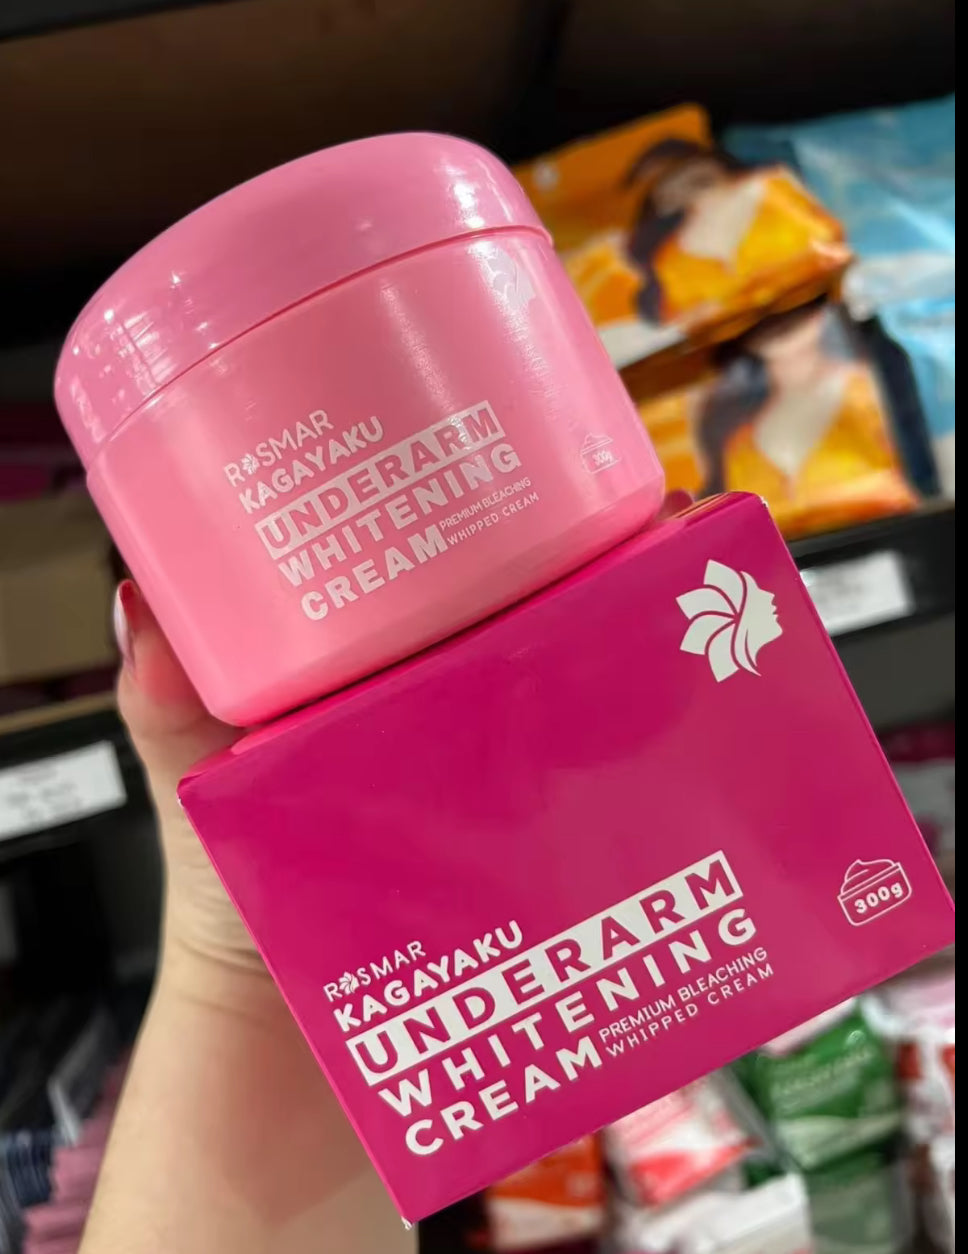 ROSMAR
KAGAYAKU
UNDERARM
WHITENING
CREAM
PREMIUM BLEACHING
WHIPPED CREAM
300g
ROSMAR
KAGAYAKU
UNDERARM
WHITENING
CREAM
PREMIUM BLEACHING
WHIPPED CREAM
300g